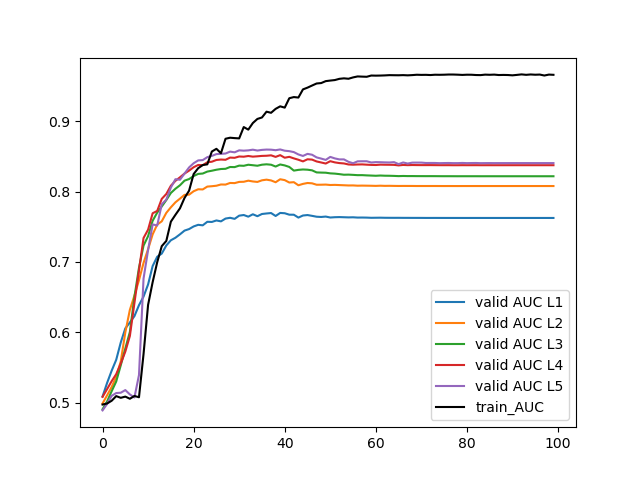 0.9
0.8
0.7
0.6
0.5
0 20 40 60 80 100
valid AUC L1
valid AUC L2
valid AUC L3
valid AUC L4
valid AUC L5
train_AUC